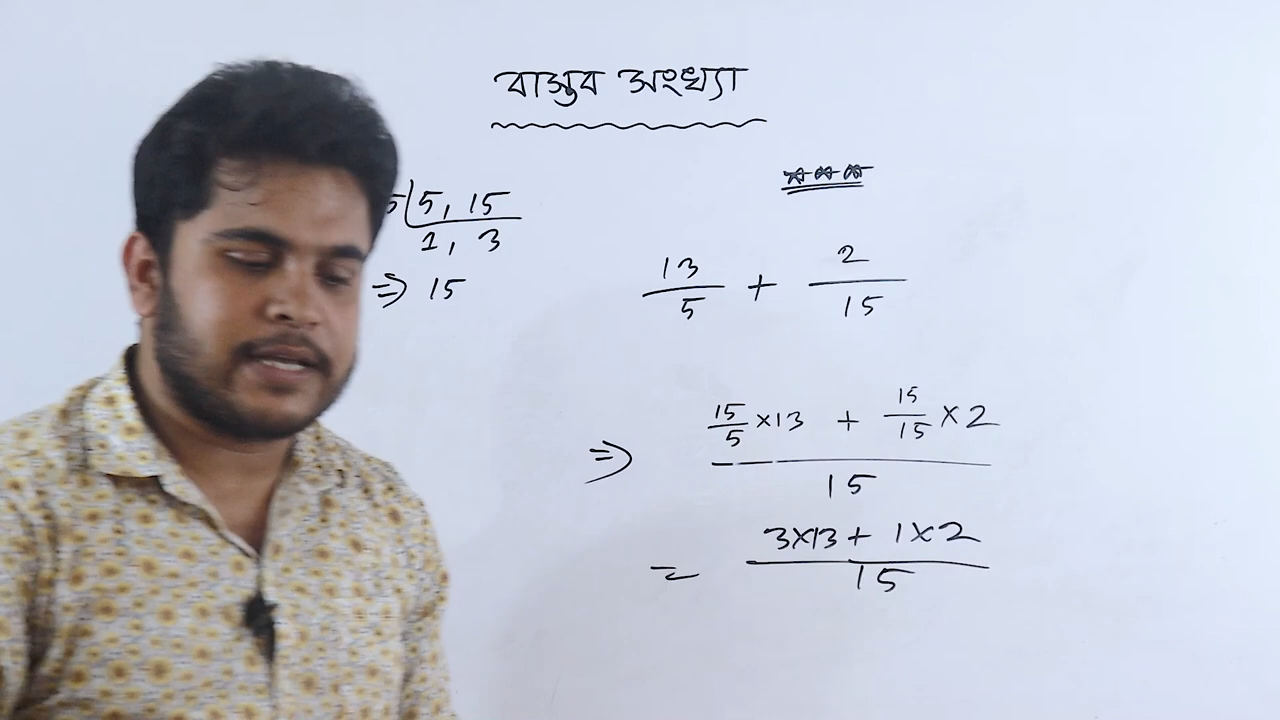 বাস্তব সংখ্যা
5 | 5, 15
1, 3
=> 15
13/5 + 2/15
=> (15/5 ×13 + 15/15 ×2) / 15
= (3×13 + 1×2) / 15